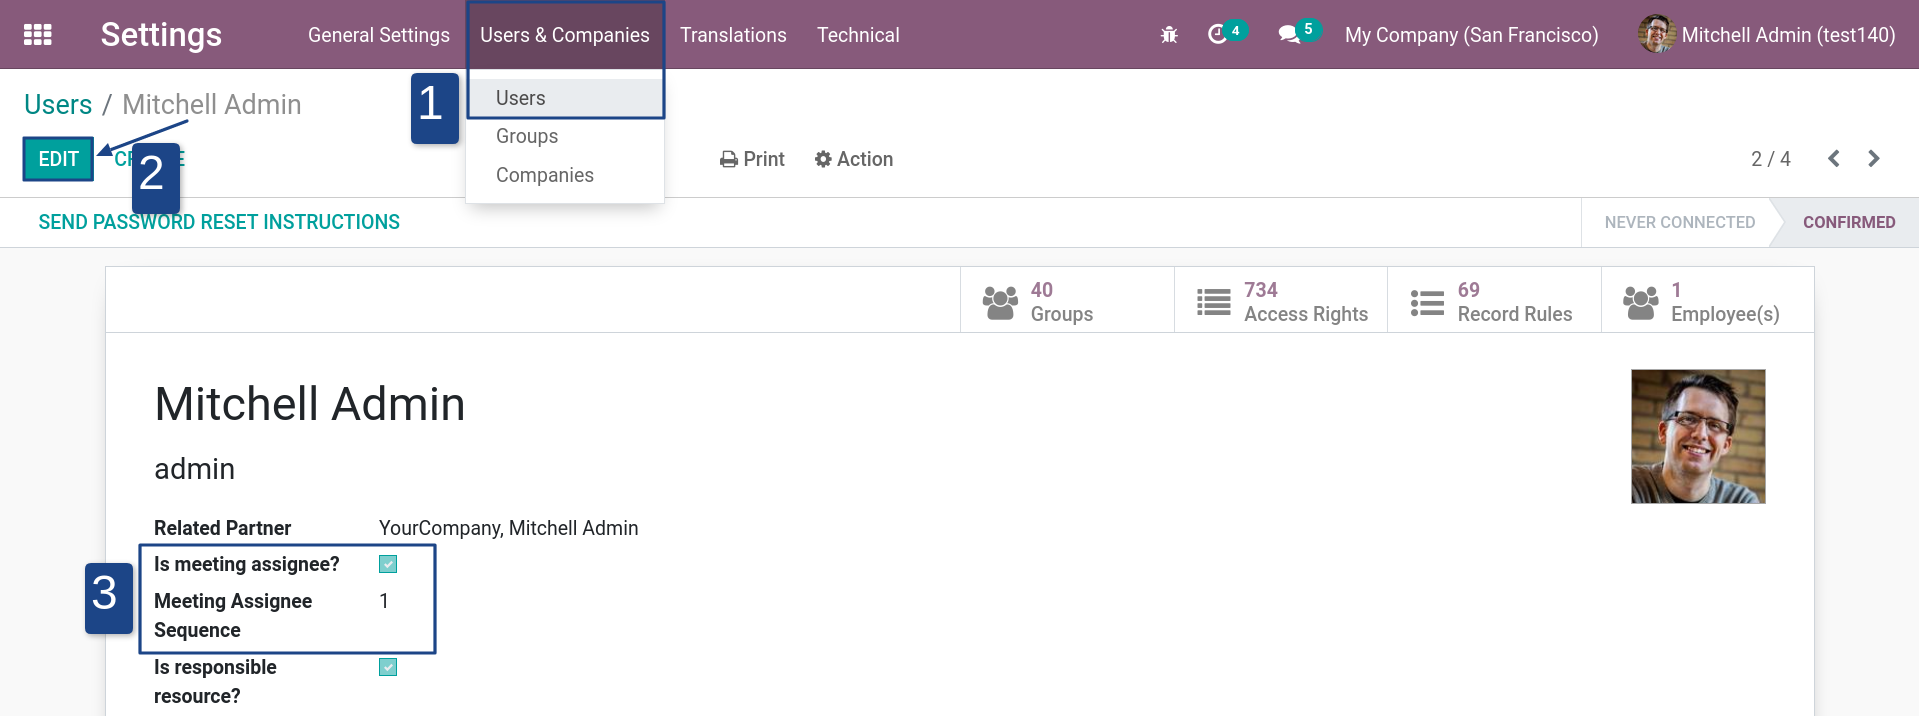 Settings General Settings Users & Companies Translations Technical 4 5 My Company (San Francisco) Mitchell Admin (test140)
Users / Mitchell Admin
1
Users
Groups
Companies
EDIT
2
Print Action
2 / 4
SEND PASSWORD RESET INSTRUCTIONS
NEVER CONNECTED CONFIRMED
40
Groups
734
Access Rights
69
Record Rules
1
Employee(s)
Mitchell Admin
admin
Related Partner YourCompany, Mitchell Admin
3
Is meeting assignee?
Meeting Assignee 1
Sequence
Is responsible
resource?